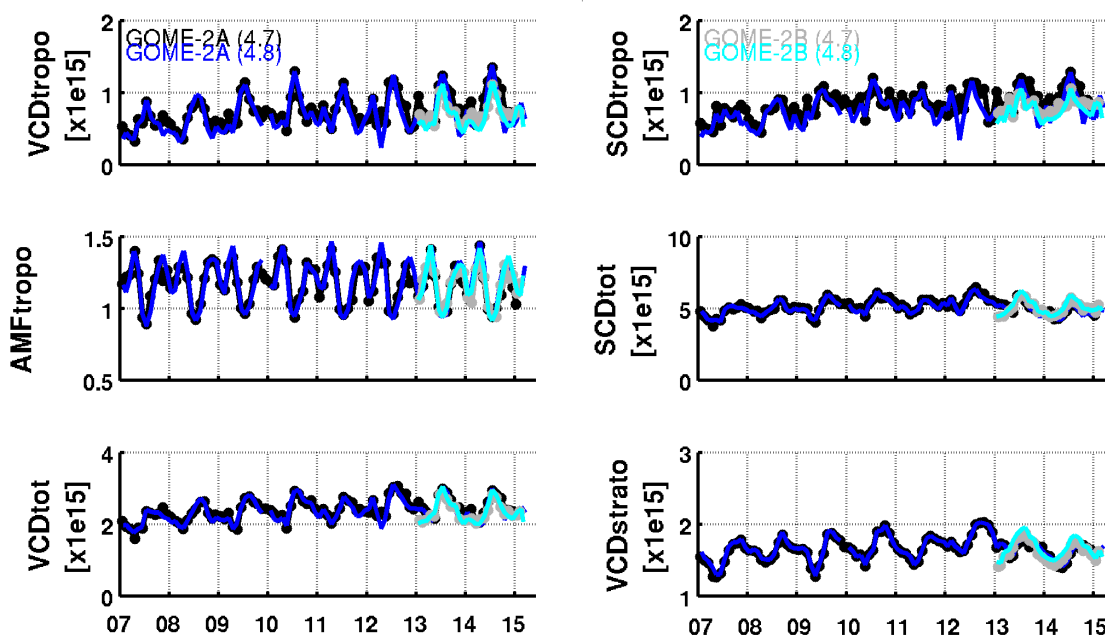 VCDtropo
[x1e15]
2
1
0
GOME-2A (4.7)
GOME-2A (4.8)
SCDtropo
[x1e15]
2
1
0
GOME-2B (4.7)
GOME-2B (4.8)
AMFtropo
1.5
1
0.5
SCDtot
[x1e15]
10
5
0
VCDtot
[x1e15]
4
2
0
07 08 09 10 11 12 13 14 15
VCDstrato
[x1e15]
3
2
1
07 08 09 10 11 12 13 14 15